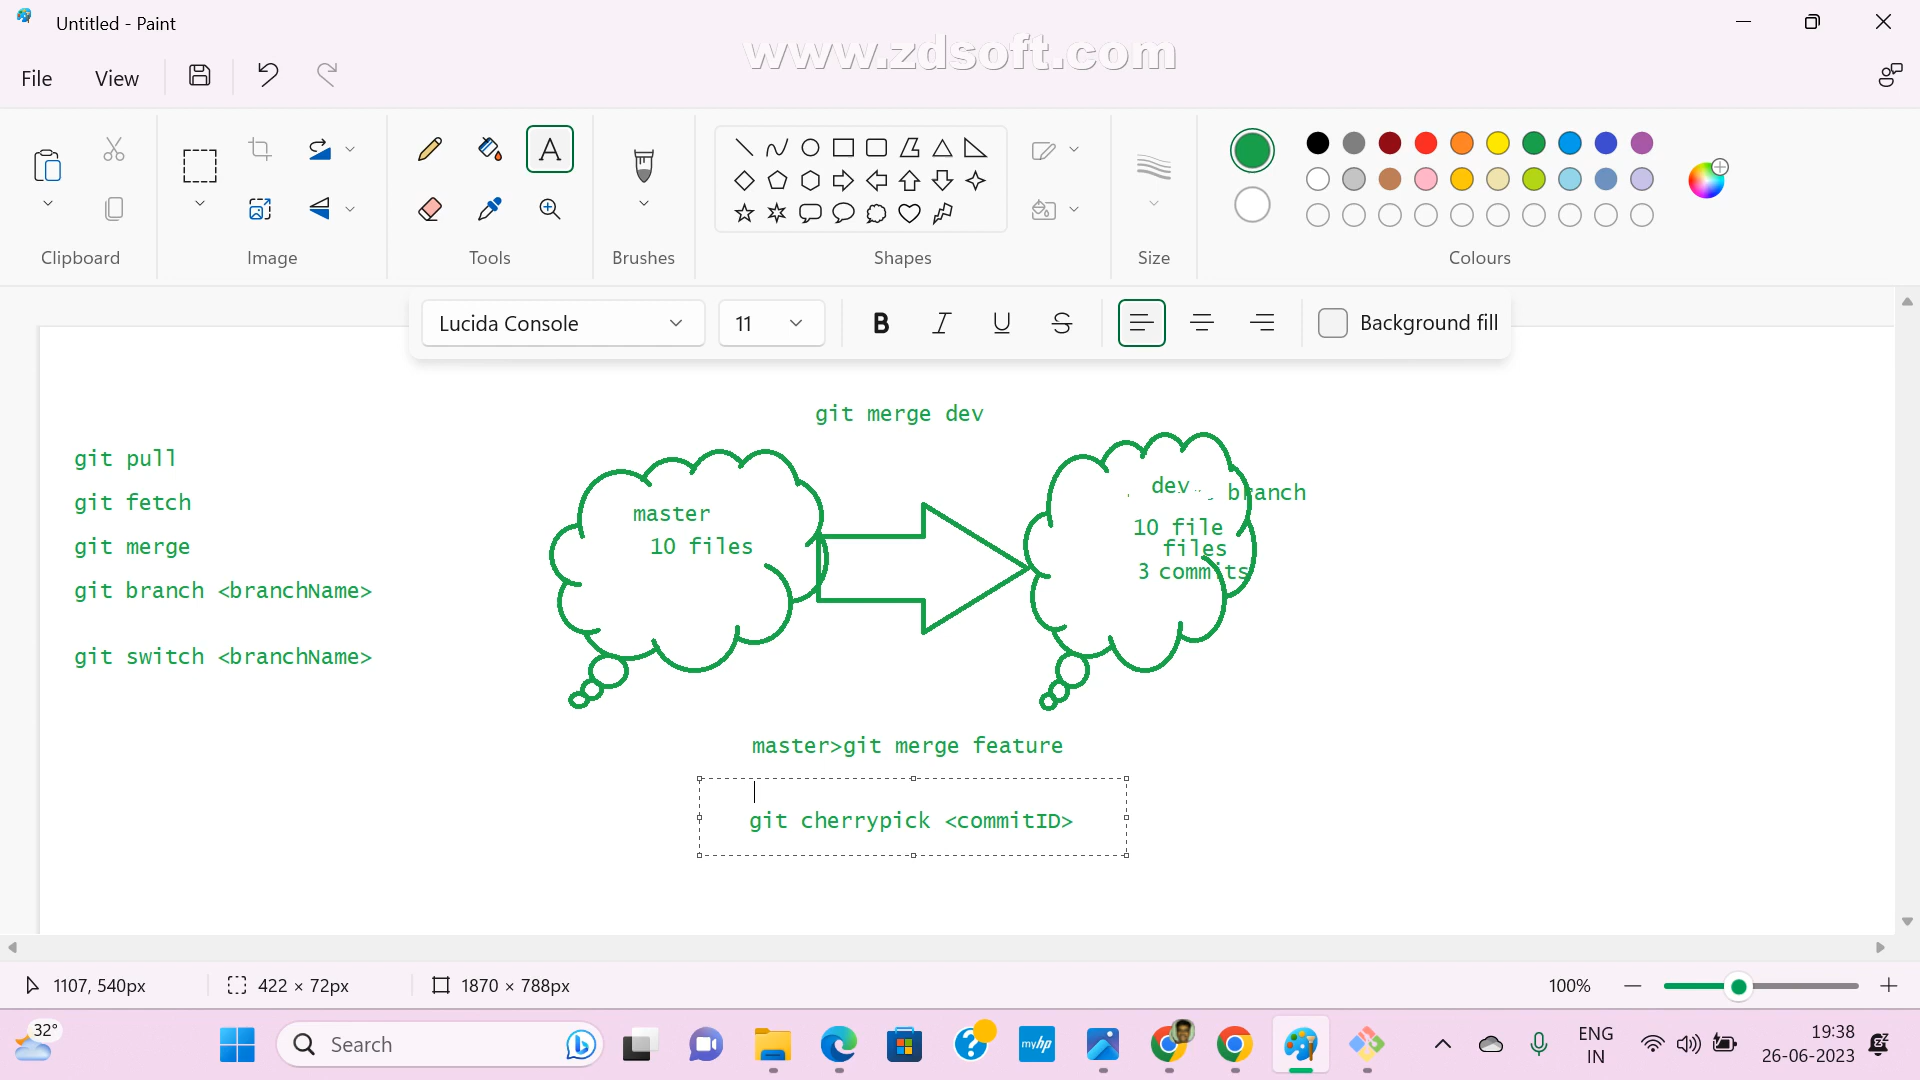 Untitled - Paint
www.zdsoft.com
File
View
Clipboard
Image
Tools
Brushes
Shapes
Size
Colours
Lucida Console
11
B
I
U
S
Background fill
git merge dev
git pull
git fetch
git merge
git branch <branchName>
git switch <branchName>
master
10 files
dev
branch
10 file
files
3 commits
master>git merge feature
git cherrypick <commitID>
1107, 540px
422 × 72px
1870 × 788px
100%
32°
Search
myhp
ENG
IN
19:38
26-06-2023